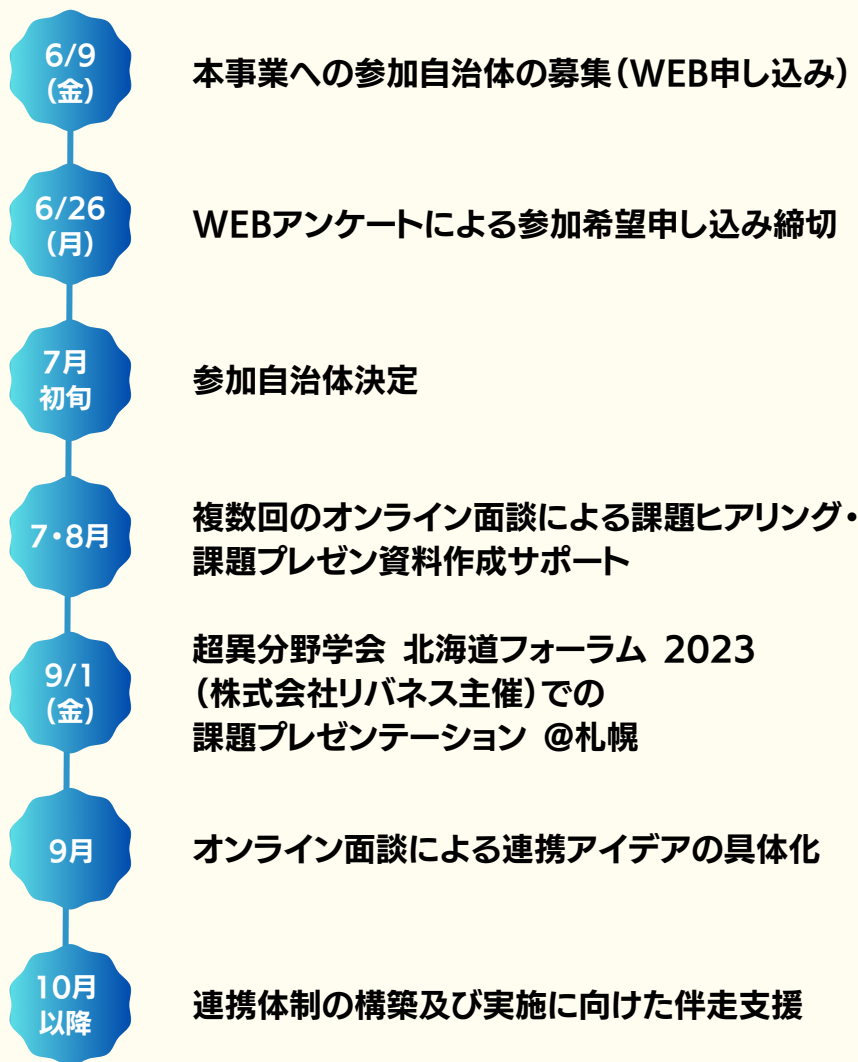 6/9
(金)
本事業への参加自治体の募集(WEB申し込み)
6/26
(月)
WEBアンケートによる参加希望申し込み締切
7月
初旬
参加自治体決定
7・8月
複数回のオンライン面談による課題ヒアリング・
課題プレゼン資料作成サポート
9/1
(金)
超異分野学会 北海道フォーラム 2023
(株式会社リバネス主催)での
課題プレゼンテーション @札幌
9月
オンライン面談による連携アイデアの具体化
10月
以降
連携体制の構築及び実施に向けた伴走支援